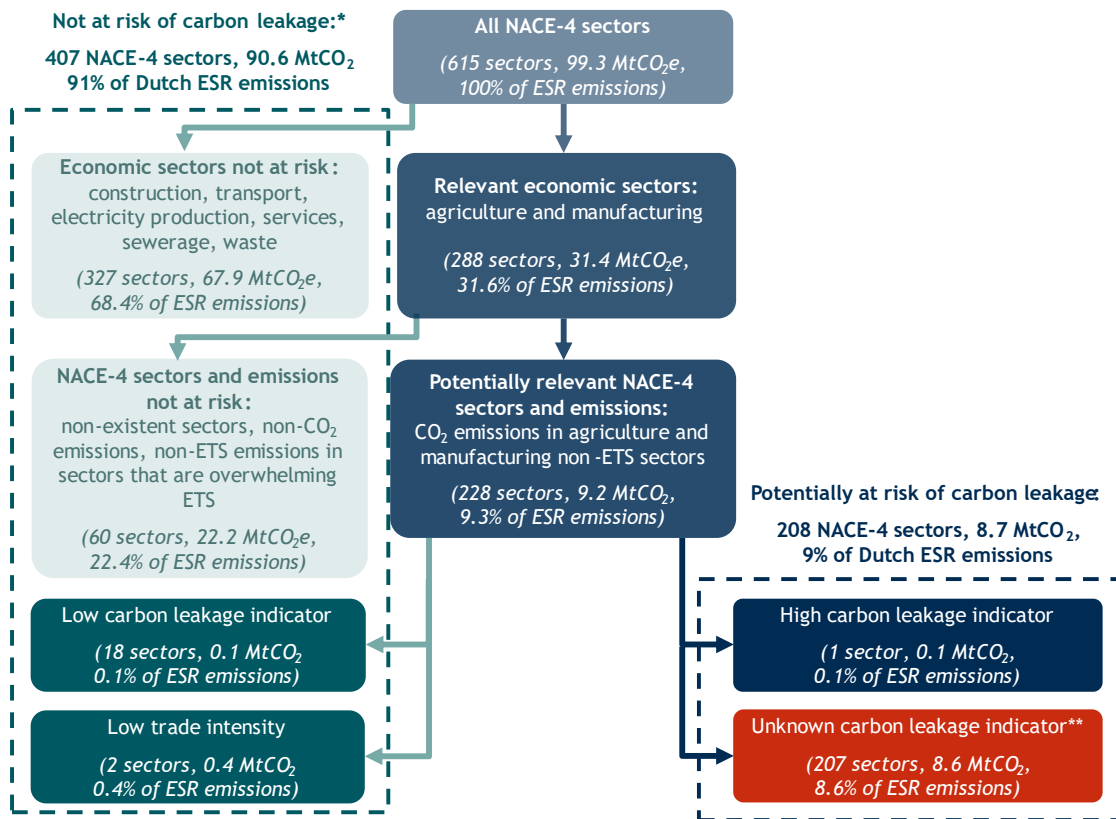 Not at risk of carbon leakage:*
407 NACE-4 sectors, 90.6 MtCO₂
91% of Dutch ESR emissions
All NACE-4 sectors
(615 sectors, 99.3 MtCO₂e,
100% of ESR emissions)
Economic sectors not at risk:
construction, transport,
electricity production, services,
sewerage, waste
(327 sectors, 67.9 MtCO₂e,
68.4% of ESR emissions)
Relevant economic sectors:
agriculture and manufacturing
(288 sectors, 31.4 MtCO₂e,
31.6% of ESR emissions)
NACE-4 sectors and emissions
not at risk:
non-existent sectors, non-CO₂
emissions, non-ETS emissions in
sectors that are overwhelming
ETS
(60 sectors, 22.2 MtCO₂e,
22.4% of ESR emissions)
Potentially relevant NACE-4
sectors and emissions:
CO₂ emissions in agriculture and
manufacturing non -ETS sectors
(228 sectors, 9.2 MtCO₂,
9.3% of ESR emissions)
Potentially at risk of carbon leakage:
208 NACE-4 sectors, 8.7 MtCO₂,
9% of Dutch ESR emissions
Low carbon leakage indicator
(18 sectors, 0.1 MtCO₂
0.1% of ESR emissions)
High carbon leakage indicator
(1 sector, 0.1 MtCO₂,
0.1% of ESR emissions)
Low trade intensity
(2 sectors, 0.4 MtCO₂
0.4% of ESR emissions)
Unknown carbon leakage indicator**
(207 sectors, 8.6 MtCO₂,
8.6% of ESR emissions)